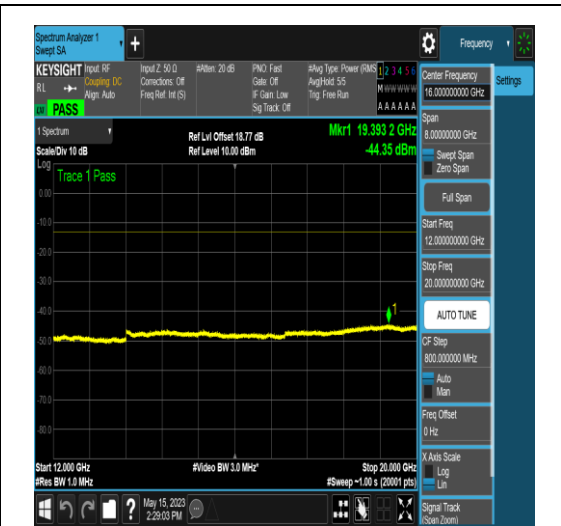 Spectrum Analyzer 1
Swept SA
+
Frequency
KEYSIGHT Input: RF
RL
Coupling: DC
Align: Auto
Input Z: 50 Ω
Corrections: Off
Freq Ref: Int (S)
#Atten: 20 dB
PNO: Fast
Gate: Off
IF Gain: Low
Sig Track: Off
#Avg Type: Power (RMS
Avg|Hold: 5/5
Trig: Free Run
1 2 3 4 5 6
M W W W W W
A A A A A A
PASS
Center Frequency
16.000000000 GHz
Settings
Span
8.00000000 GHz
Swept Span
Zero Span
Full Span
Start Freq
12.000000000 GHz
Stop Freq
20.000000000 GHz
AUTO TUNE
CF Step
800.000000 MHz
Auto
Man
Freq Offset
0 Hz
X Axis Scale
Log
Lin
Signal Track
(Span Zoom)
1 Spectrum
Scale/Div 10 dB
Ref Lvl Offset 18.77 dB
Ref Level 10.00 dBm
Mkr1 19.393 2 GHz
-44.35 dBm
Log
Trace 1 Pass
0.00
-10.0
-20.0
-30.0
-40.0
-50.0
-60.0
-70.0
-80.0
1
Start 12.000 GHz
#Res BW 1.0 MHz
#Video BW 3.0 MHz*
Stop 20.000 GHz
#Sweep ~1.00 s (20001 pts)
?
May 15, 2023
2:29:03 PM